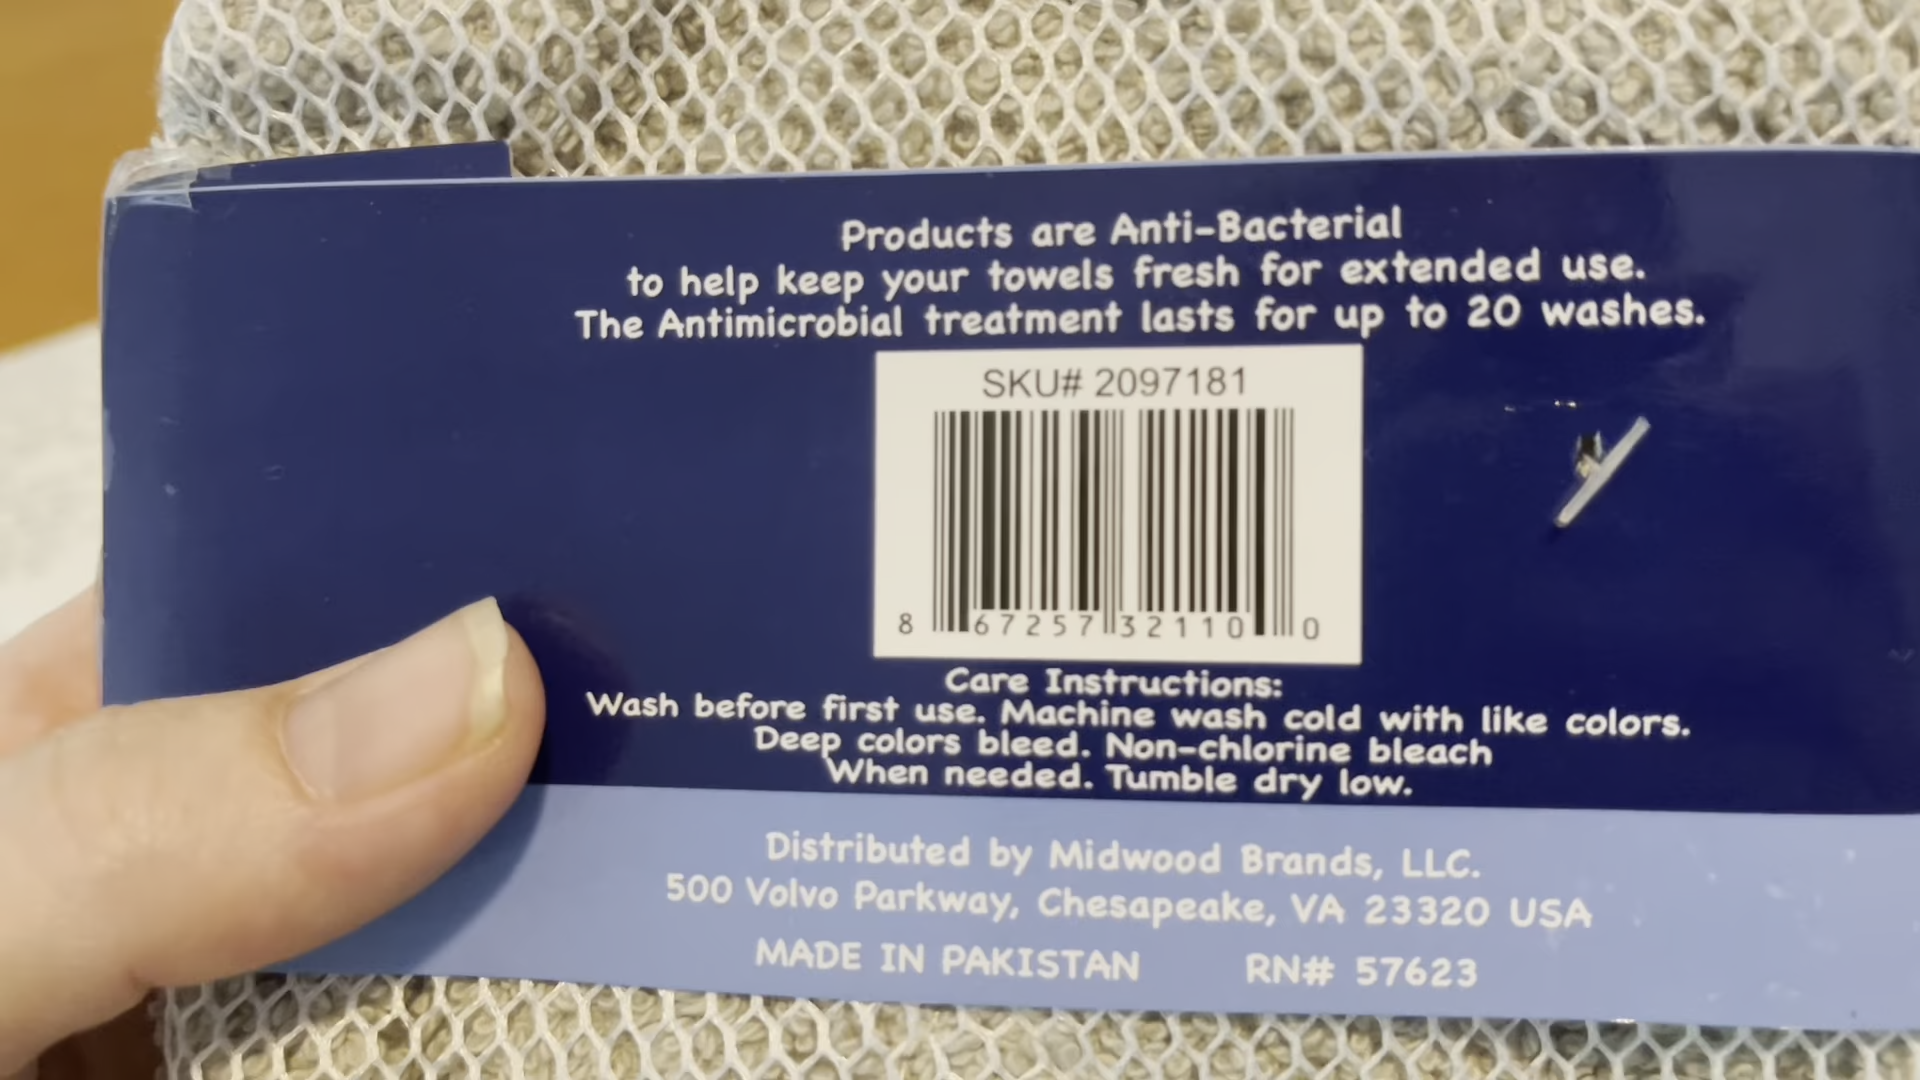 Products are Anti-Bacterial
to help keep your towels fresh for extended use.
The Antimicrobial treatment lasts for up to 20 washes.
SKU# 2097181
8 67257 32110 0
Care Instructions:
Wash before first use. Machine wash cold with like colors.
Deep colors bleed. Non-chlorine bleach
When needed. Tumble dry low.
Distributed by Midwood Brands, LLC.
500 Volvo Parkway, Chesapeake, VA 23320 USA
MADE IN PAKISTAN RN# 57623